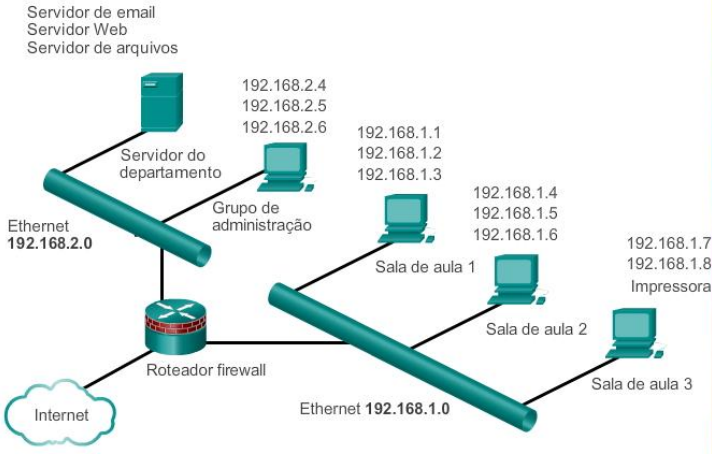 Servidor de email
Servidor Web
Servidor de arquivos
192.168.2.4
192.168.2.5
192.168.2.6
Servidor do
departamento
Grupo de
administração
Ethernet
192.168.2.0
192.168.1.1
192.168.1.2
192.168.1.3
Sala de aula 1
192.168.1.4
192.168.1.5
192.168.1.6
Sala de aula 2
192.168.1.7
192.168.1.8
Impressora
Sala de aula 3
Roteador firewall
Internet
Ethernet 192.168.1.0